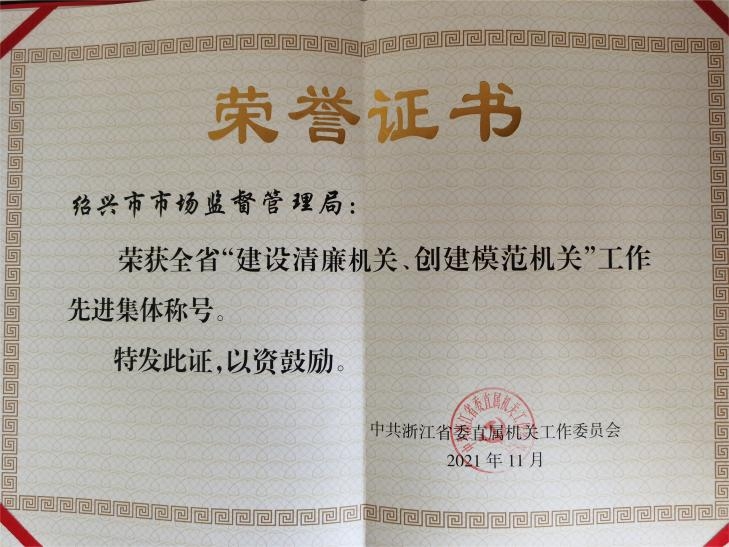 荣誉证书
绍兴市市场监督管理局：
荣获全省“建设清廉机关、创建模范机关”工作
先进集体称号。
特发此证，以资鼓励。
中共浙江省委直属机关工作委员会
2021年11月